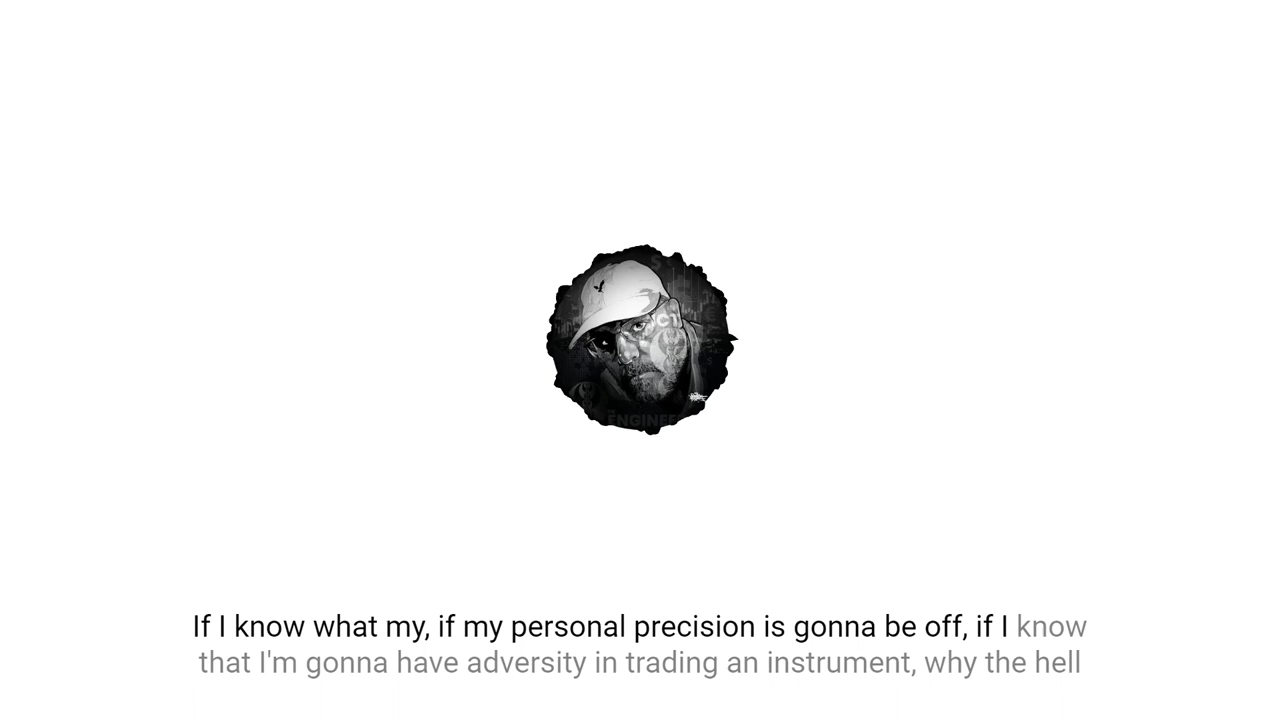 If I know what my, if my personal precision is gonna be off, if I know
that I'm gonna have adversity in trading an instrument, why the hell